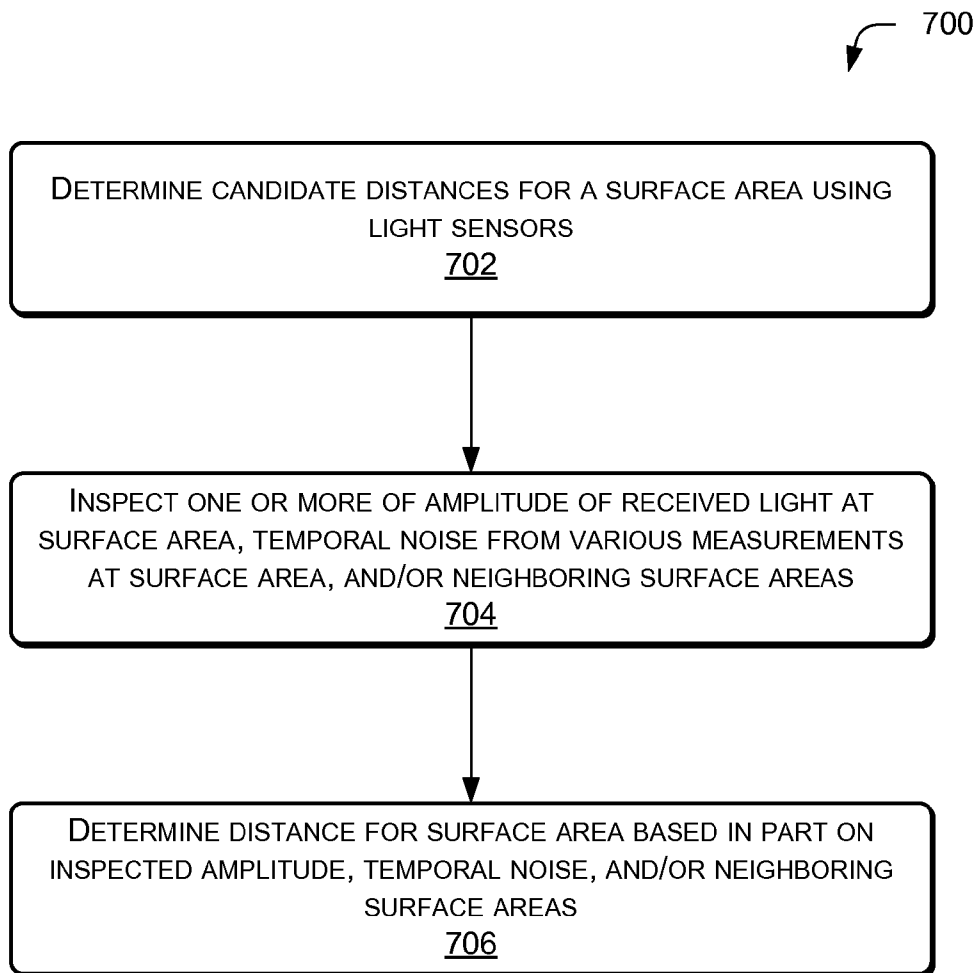 700
DETERMINE CANDIDATE DISTANCES FOR A SURFACE AREA USING
LIGHT SENSORS
702
INSPECT ONE OR MORE OF AMPLITUDE OF RECEIVED LIGHT AT
SURFACE AREA, TEMPORAL NOISE FROM VARIOUS MEASUREMENTS
AT SURFACE AREA, AND/OR NEIGHBORING SURFACE AREAS
704
DETERMINE DISTANCE FOR SURFACE AREA BASED IN PART ON
INSPECTED AMPLITUDE, TEMPORAL NOISE, AND/OR NEIGHBORING
SURFACE AREAS
706